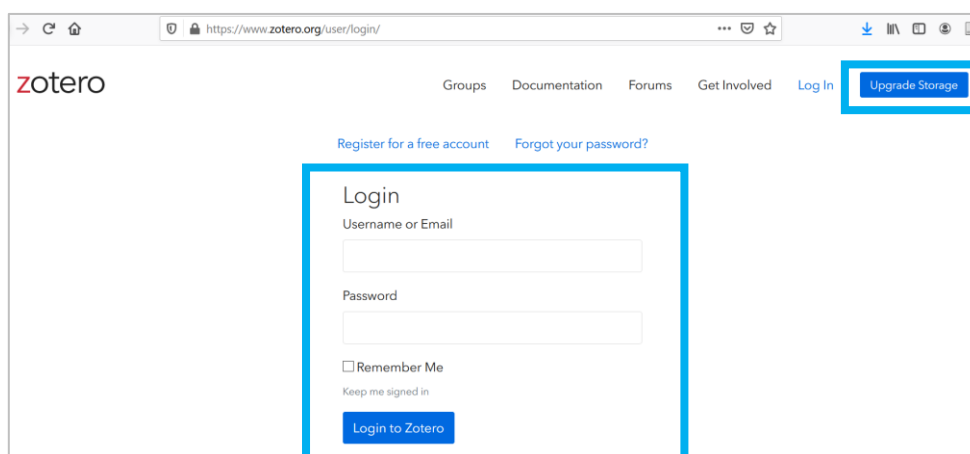 https://www.zotero.org/user/login/
zotero
Groups Documentation Forums Get Involved Log In Upgrade Storage
Register for a free account Forgot your password?
Login
Username or Email
Password
Remember Me
Keep me signed in
Login to Zotero